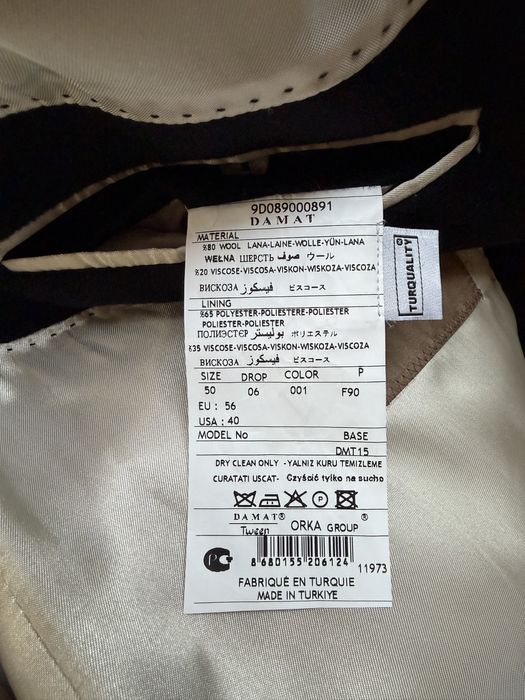 9D089000891
DAMAT
MATERIAL
%80 WOOL LANA-LAINE-WOLLE-YÜN-LANA
WEŁNA ШЕРСТЬ صوف ウール
%20 VISCOSE-VISCOSA-VISKON-WISKOZA-VISCOZA
ВИСКОЗА فيسكوز ビスコース
LINING
%65 POLYESTER-POLIESTERE-POLIESTER
POLIESTER-POLIESTER
ПОЛИЭСТЄР بوليستر ポリエステル
%35 VISCOSE-VISCOSA-VISKON-WISKOZA-VISCOZA
ВИСКОЗА فيسكوز ビスコース
SIZE DROP COLOR P
50 06 001 F90
EU : 56
USA : 40
MODEL No BASE
DMT15
DRY CLEAN ONLY - YALNIZ KURU TEMIZLEME
CURATATI USCAT- Czyścić tylko na sucho
P
DAMAT® ORKA GROUP ®
Tween
8 680155 206124 11973
FABRIQUÉ EN TURQUIE
MADE IN TURKIYE
TURQUALITY